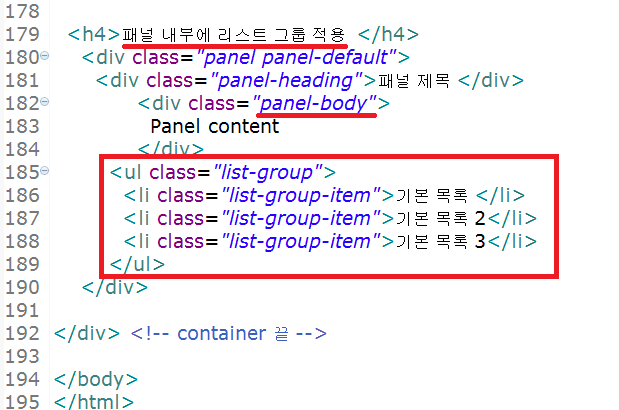 178
179 <h4>패널 내부에 리스트 그룹 적용 </h4>
180 <div class="panel panel-default">
181 <div class="panel-heading">패널 제목 </div>
182 <div class="panel-body">
183 Panel content
184 </div>
185 <ul class="list-group">
186 <li class="list-group-item">기본 목록 </li>
187 <li class="list-group-item">기본 목록 2</li>
188 <li class="list-group-item">기본 목록 3</li>
189 </ul>
190 </div>
191
192 </div> <!-- container 끝 -->
193
194 </body>
195 </html>